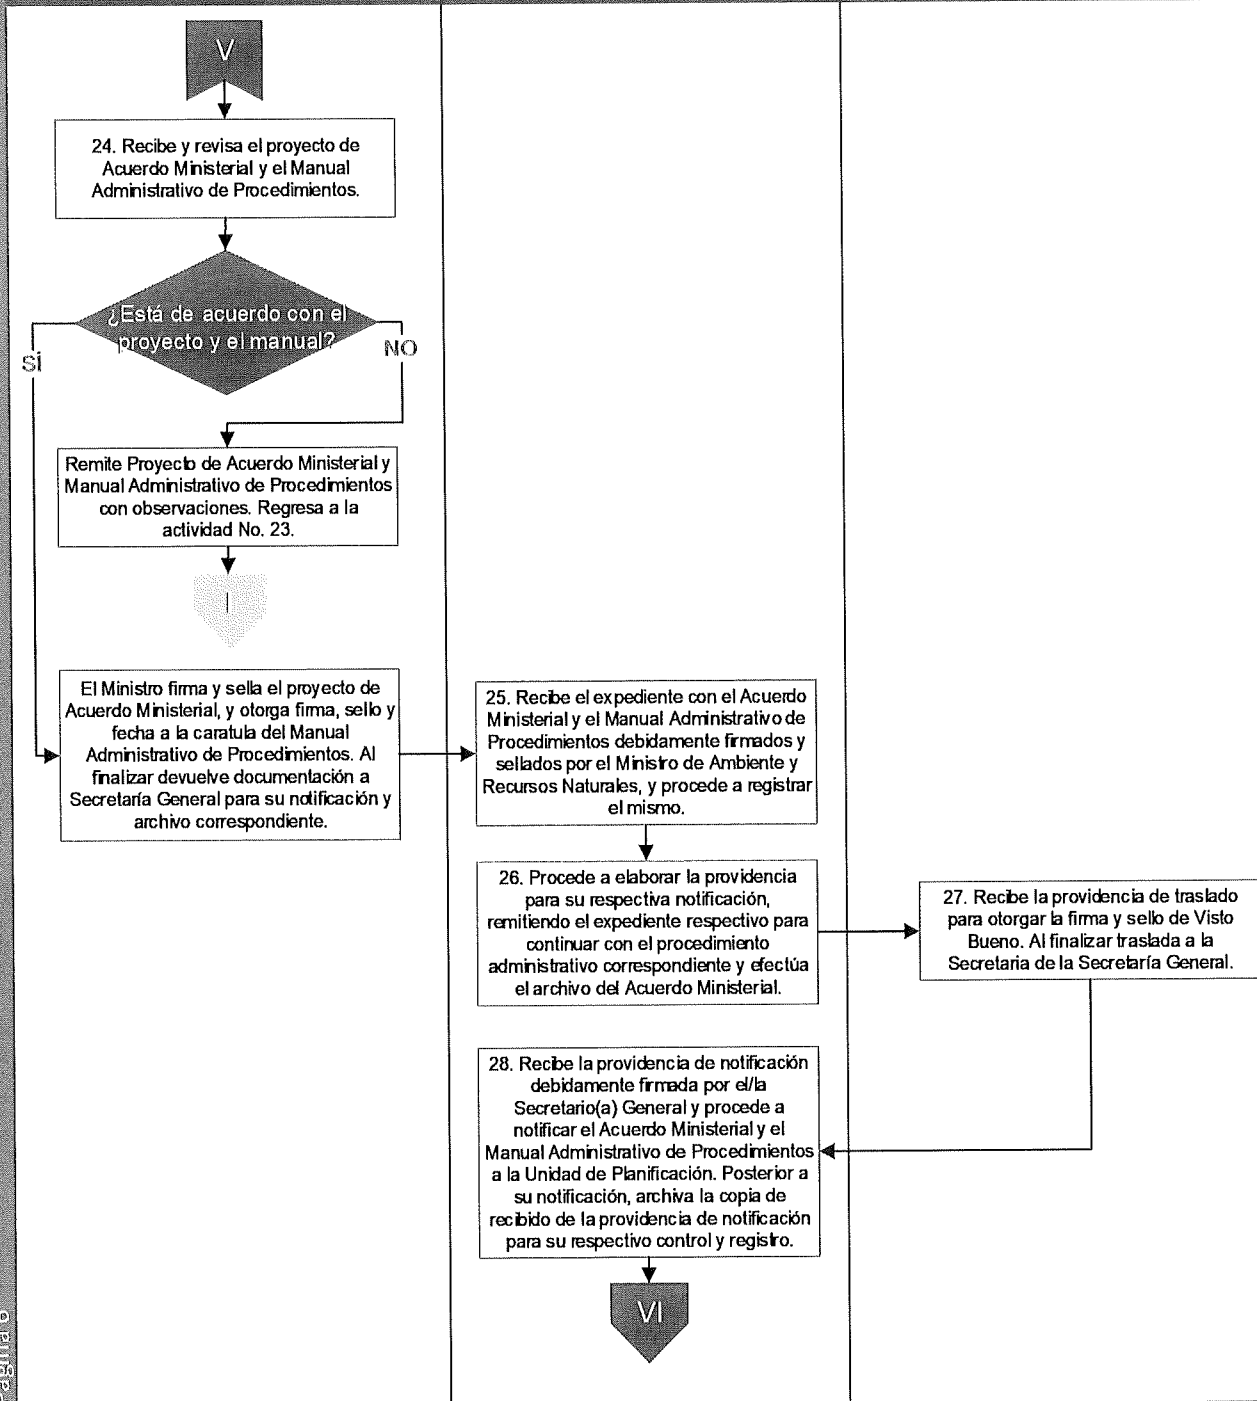 V
24. Recibe y revisa el proyecto de
Acuerdo Ministerial y el Manual
Administrativo de Procedimientos.
¿Está de acuerdo con el
proyecto y el manual?
SÍ
NO
Remite Proyecto de Acuerdo Ministerial y
Manual Administrativo de Procedimientos
con observaciones. Regresa a la
actividad No. 23.
I
El Ministro firma y sella el proyecto de
Acuerdo Ministerial, y otorga firma, sello y
fecha a la caratula del Manual
Administrativo de Procedimientos. Al
finalizar devuelve documentación a
Secretaría General para su notificación y
archivo correspondiente.
25. Recibe el expediente con el Acuerdo
Ministerial y el Manual Administrativo de
Procedimientos debidamente firmados y
sellados por el Ministro de Ambiente y
Recursos Naturales, y procede a registrar
el mismo.
26. Procede a elaborar la providencia
para su respectiva notificación,
remitiendo el expediente respectivo para
continuar con el procedimiento
administrativo correspondiente y efectúa
el archivo del Acuerdo Ministerial.
27. Recibe la providencia de traslado
para otorgar la firma y sello de Visto
Bueno. Al finalizar traslada a la
Secretaria de la Secretaría General.
28. Recibe la providencia de notificación
debidamente firmada por el/la
Secretario(a) General y procede a
notificar el Acuerdo Ministerial y el
Manual Administrativo de Procedimientos
a la Unidad de Planificación. Posterior a
su notificación, archiva la copia de
recibido de la providencia de notificación
para su respectivo control y registro.
VI